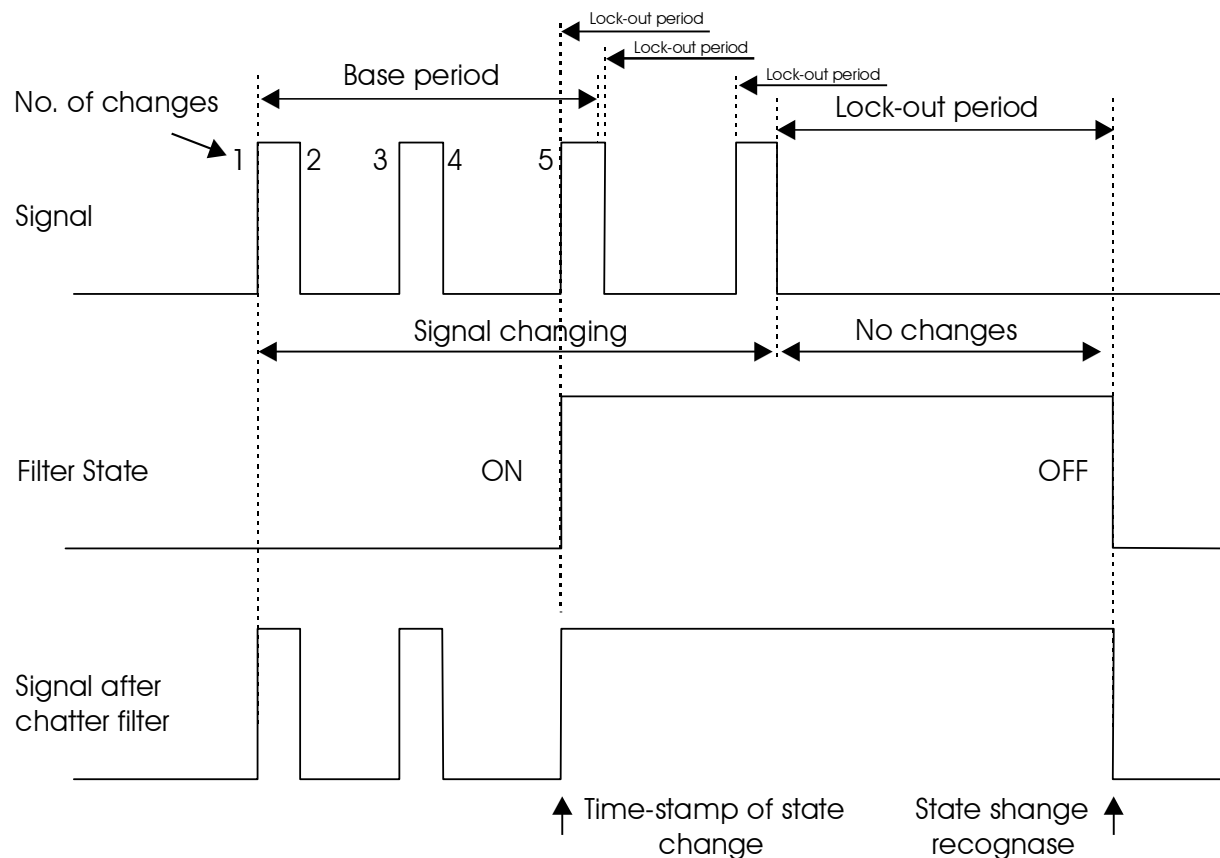 Lock-out period
Lock-out period
Base period
Lock-out period
No. of changes
Lock-out period
1
2
3
4
5
Signal
Signal changing
No changes
Filter State
ON
OFF
Signal after
chatter filter
Time-stamp of state
change
State shange
recognase